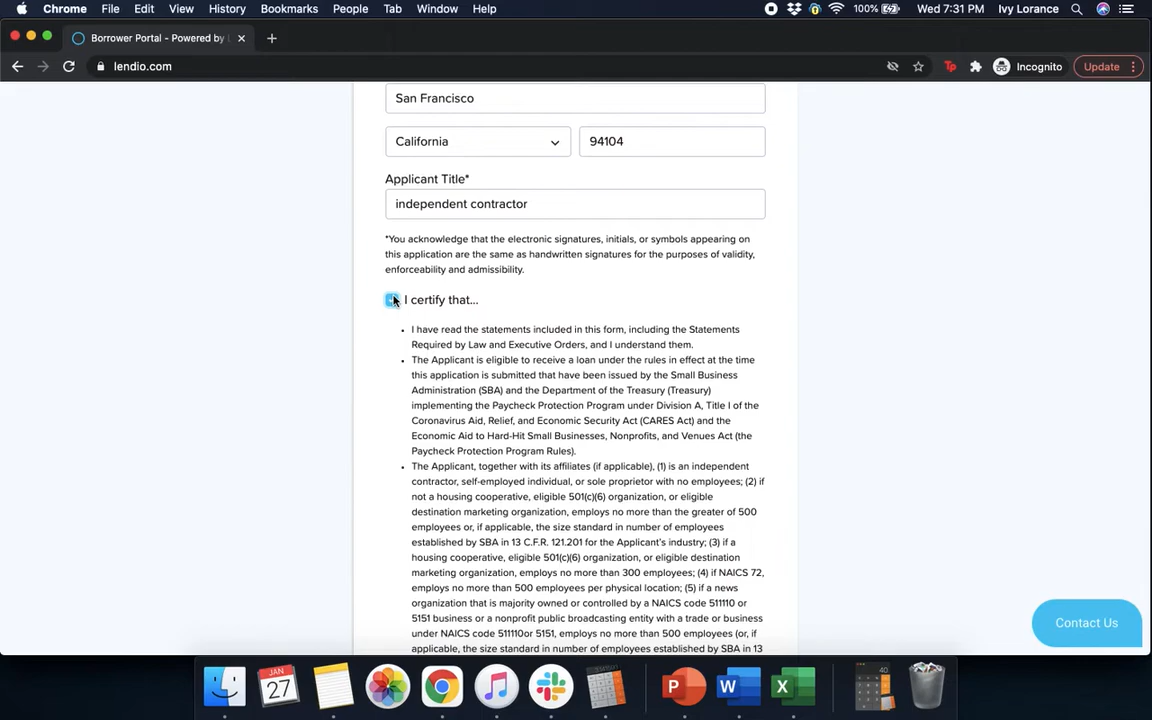 Chrome File Edit View History Bookmarks People Tab Window Help 100% Wed 7:31 PM Ivy Lorance
Borrower Portal - Powered by
lendio.com Incognito Update
San Francisco
California 94104
Applicant Title*
independent contractor
*You acknowledge that the electronic signatures, initials, or symbols appearing on
this application are the same as handwritten signatures for the purposes of validity,
enforceability and admissibility.
I certify that...
• I have read the statements included in this form, including the Statements
Required by Law and Executive Orders, and I understand them.
• The Applicant is eligible to receive a loan under the rules in effect at the time
this application is submitted that have been issued by the Small Business
Administration (SBA) and the Department of the Treasury (Treasury)
implementing the Paycheck Protection Program under Division A, Title I of the
Coronavirus Aid, Relief, and Economic Security Act (CARES Act) and the
Economic Aid to Hard-Hit Small Businesses, Nonprofits, and Venues Act (the
Paycheck Protection Program Rules).
• The Applicant, together with its affiliates (if applicable), (1) is an independent
contractor, self-employed individual, or sole proprietor with no employees; (2) if
not a housing cooperative, eligible 501(c)(6) organization, or eligible
destination marketing organization, employs no more than the greater of 500
employees or, if applicable, the size standard in number of employees
established by SBA in 13 C.F.R. 121.201 for the Applicant's industry; (3) if a
housing cooperative, eligible 501(c)(6) organization, or eligible destination
marketing organization, employs no more than 300 employees; (4) if NAICS 72,
employs no more than 500 employees per physical location; (5) if a news
organization that is majority owned or controlled by a NAICS code 511110 or
5151 business or a nonprofit public broadcasting entity with a trade or business
under NAICS code 511110or 5151, employs no more than 500 employees (or, if
applicable, the size standard in number of employees established by SBA in 13
Contact Us
JAN
27
P W X
40